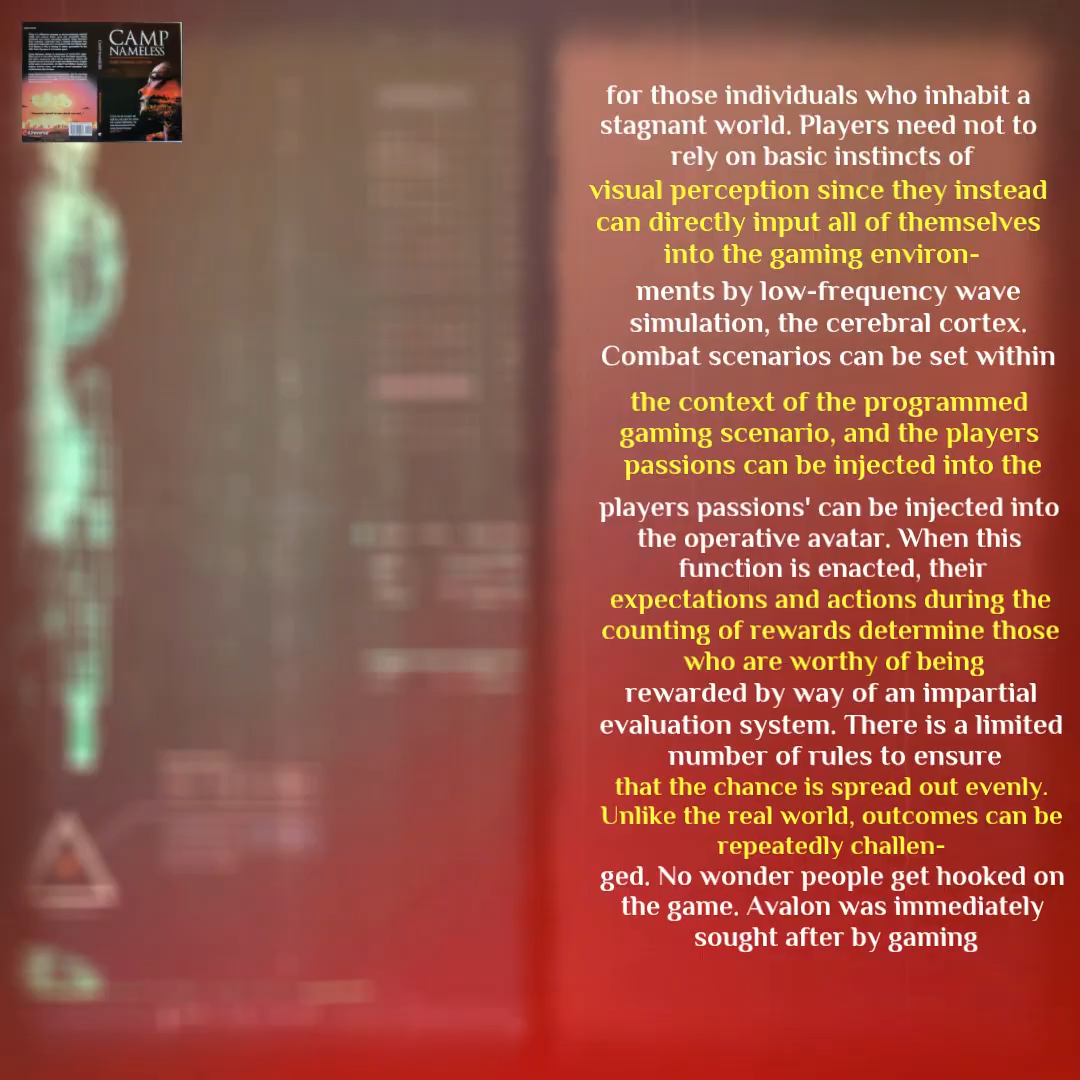 CAMP
NAMELESS
for those individuals who inhabit a
stagnant world. Players need not to
rely on basic instincts of
visual perception since they instead
can directly input all of themselves
into the gaming environ-
ments by low-frequency wave
simulation, the cerebral cortex.
Combat scenarios can be set within
the context of the programmed
gaming scenario, and the players
passions can be injected into the
players passions' can be injected into
the operative avatar. When this
function is enacted, their
expectations and actions during the
counting of rewards determine those
who are worthy of being
rewarded by way of an impartial
evaluation system. There is a limited
number of rules to ensure
that the chance is spread out evenly.
Unlike the real world, outcomes can be
repeatedly challen-
ged. No wonder people get hooked on
the game. Avalon was immediately
sought after by gaming